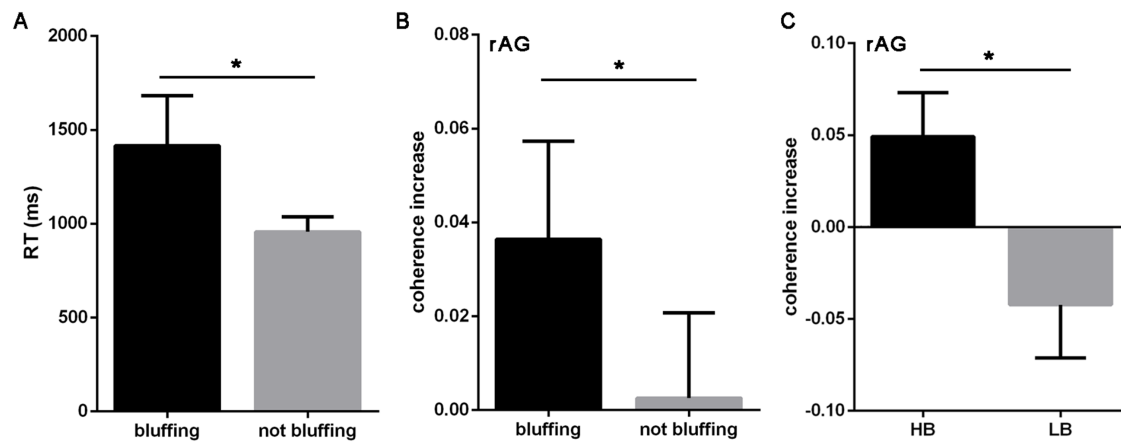 A
2000
1500
1000
500
0
RT (ms)
*
bluffing
not bluffing
B
rAG
0.08
0.06
0.04
0.02
0.00
coherence increase
*
bluffing
not bluffing
C
rAG
0.10
0.05
0.00
-0.05
-0.10
coherence increase
*
HB
LB